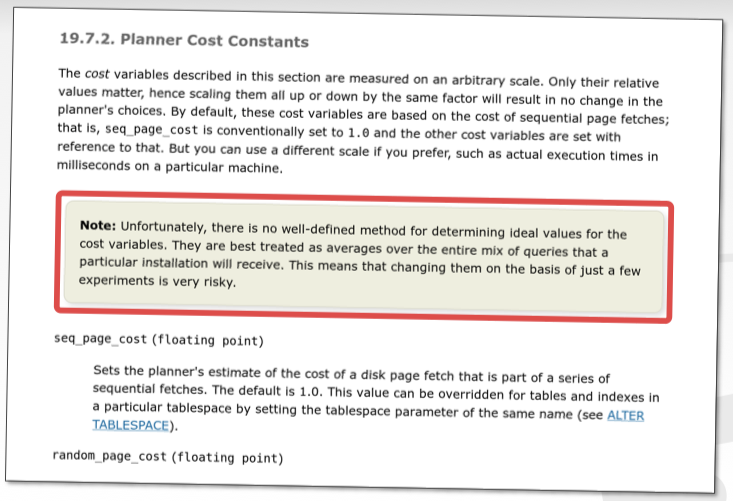 19.7.2. Planner Cost Constants
The cost variables described in this section are measured on an arbitrary scale. Only their relative
values matter, hence scaling them all up or down by the same factor will result in no change in the
planner's choices. By default, these cost variables are based on the cost of sequential page fetches;
that is, seq_page_cost is conventionally set to 1.0 and the other cost variables are set with
reference to that. But you can use a different scale if you prefer, such as actual execution times in
milliseconds on a particular machine.
Note: Unfortunately, there is no well-defined method for determining ideal values for the
cost variables. They are best treated as averages over the entire mix of queries that a
particular installation will receive. This means that changing them on the basis of just a few
experiments is very risky.
seq_page_cost (floating point)
Sets the planner's estimate of the cost of a disk page fetch that is part of a series of
sequential fetches. The default is 1.0. This value can be overridden for tables and indexes in
a particular tablespace by setting the tablespace parameter of the same name (see ALTER
TABLESPACE).
random_page_cost (floating point)